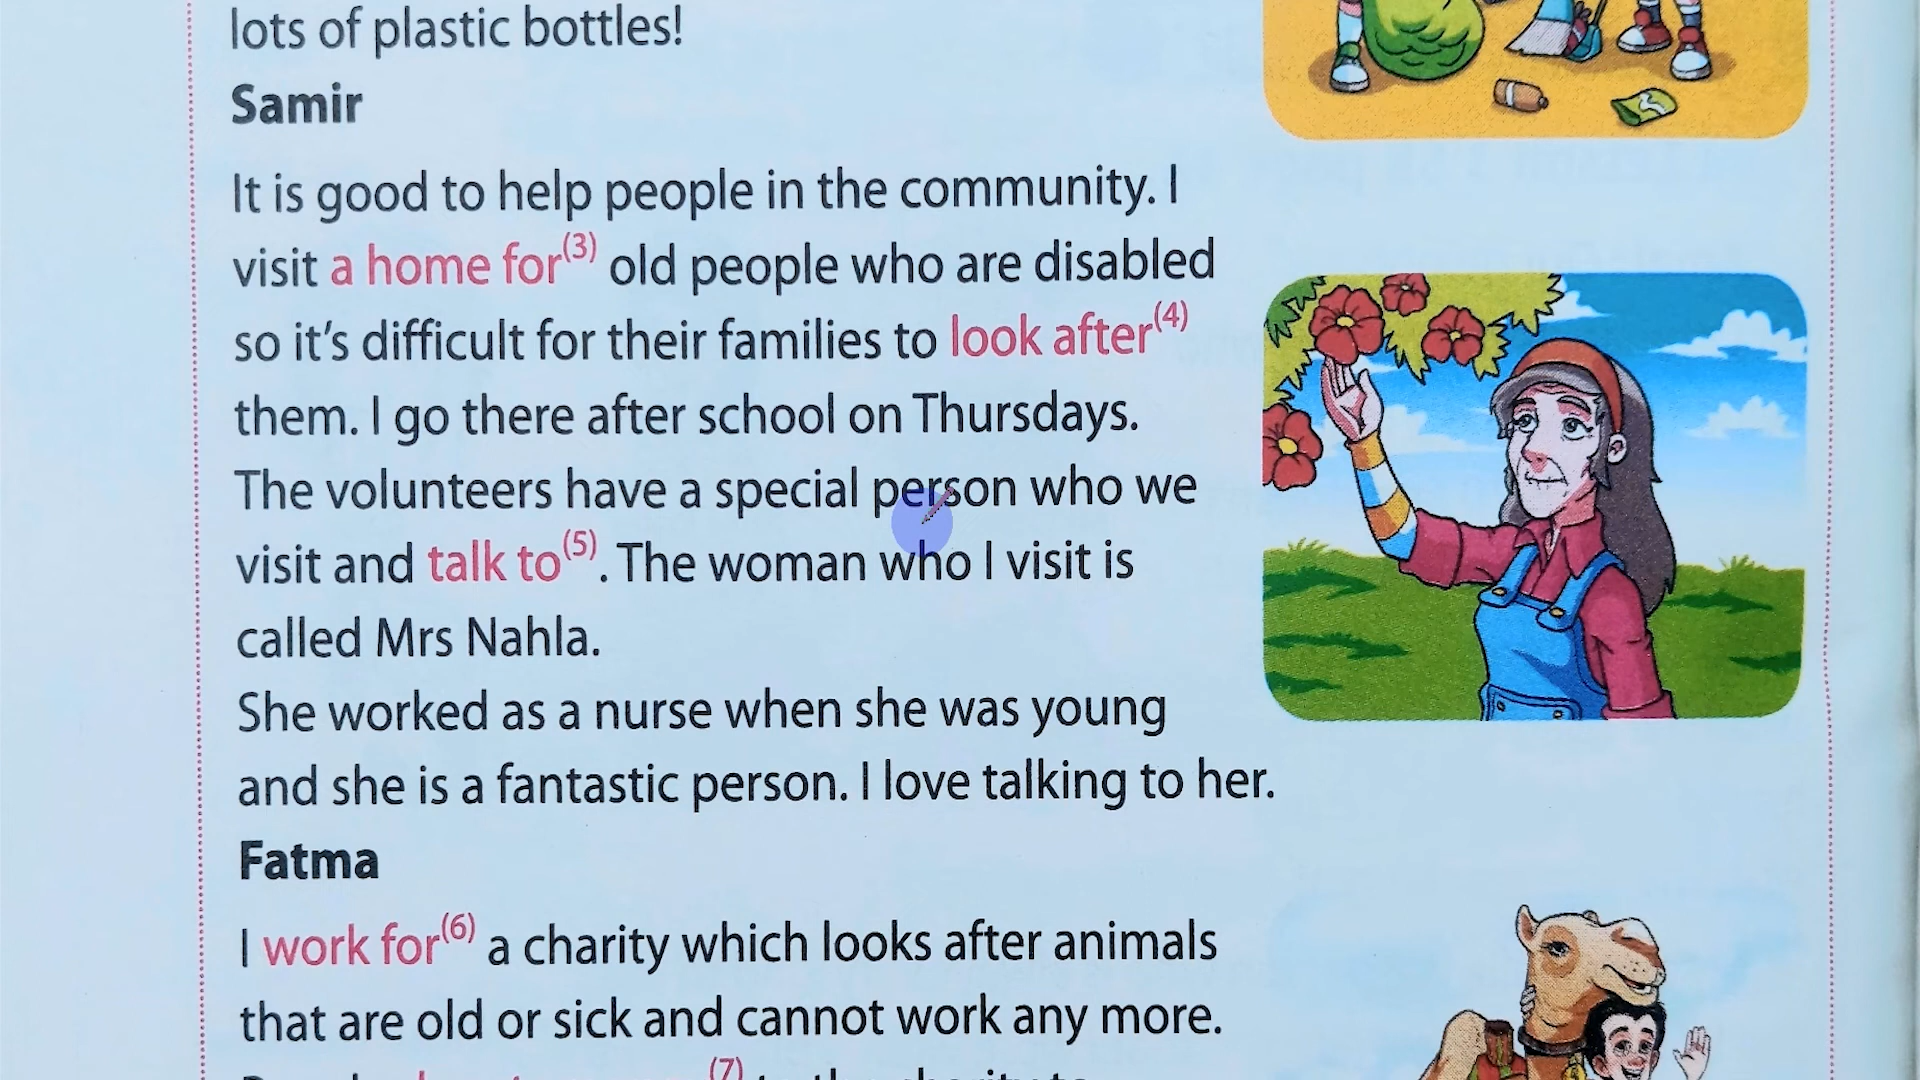 lots of plastic bottles!
Samir
It is good to help people in the community. I
visit a home for(3) old people who are disabled
so it's difficult for their families to look after(4)
them. I go there after school on Thursdays.
The volunteers have a special person who we
visit and talk to(5). The woman who I visit is
called Mrs Nahla.
She worked as a nurse when she was young
and she is a fantastic person. I love talking to her.
Fatma
I work for(6) a charity which looks after animals
that are old or sick and cannot work any more.
(7) to the charity to